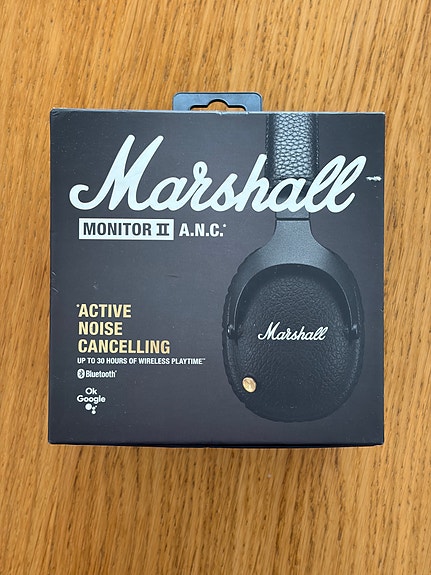 Marshall
MONITOR II A.N.C.*
*ACTIVE
NOISE
CANCELLING
UP TO 30 HOURS OF WIRELESS PLAYTIME**
Bluetooth®
Ok
Google
Marshall